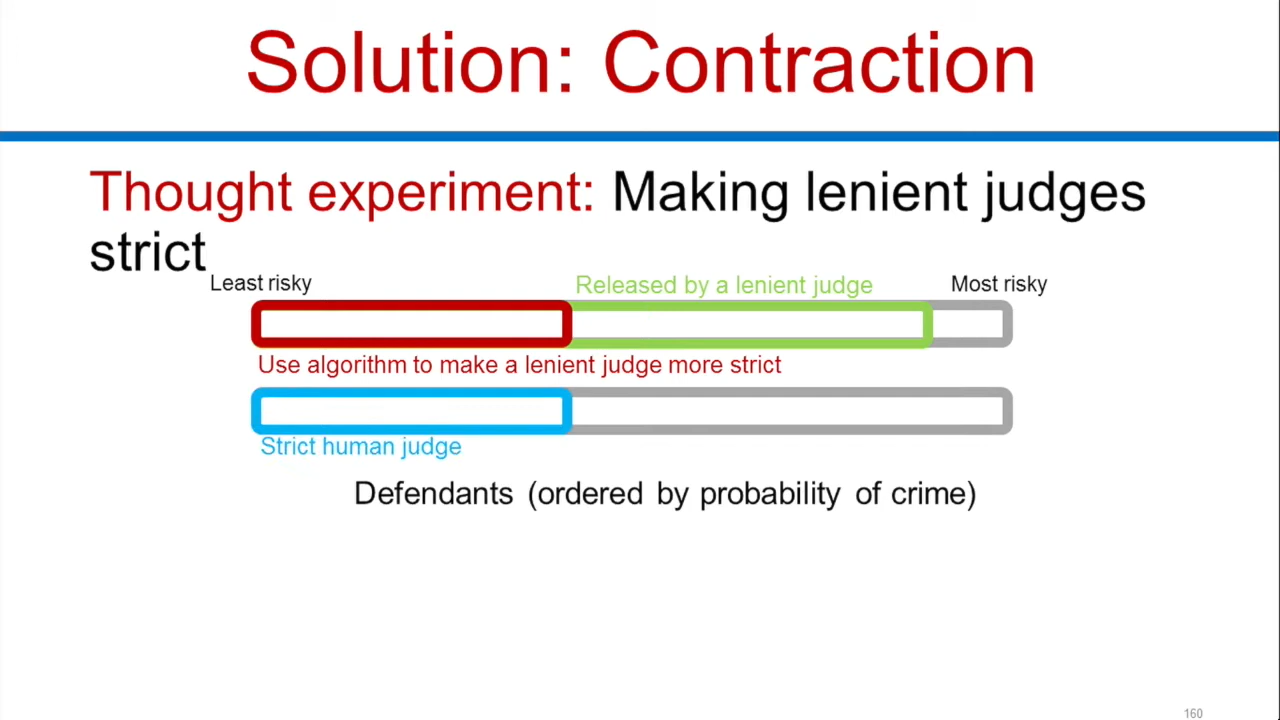 Solution: Contraction
Thought experiment: Making lenient judges
strict
Least risky
Released by a lenient judge
Most risky
Use algorithm to make a lenient judge more strict
Strict human judge
Defendants (ordered by probability of crime)
160